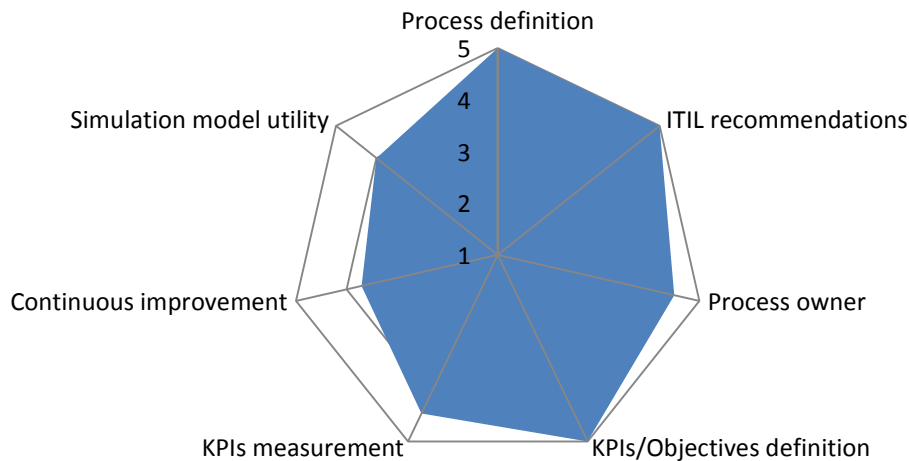 Process definition
5
4
Simulation model utility
ITIL recommendations
3
2
1
Continuous improvement
Process owner
KPIs measurement
KPIs/Objectives definition